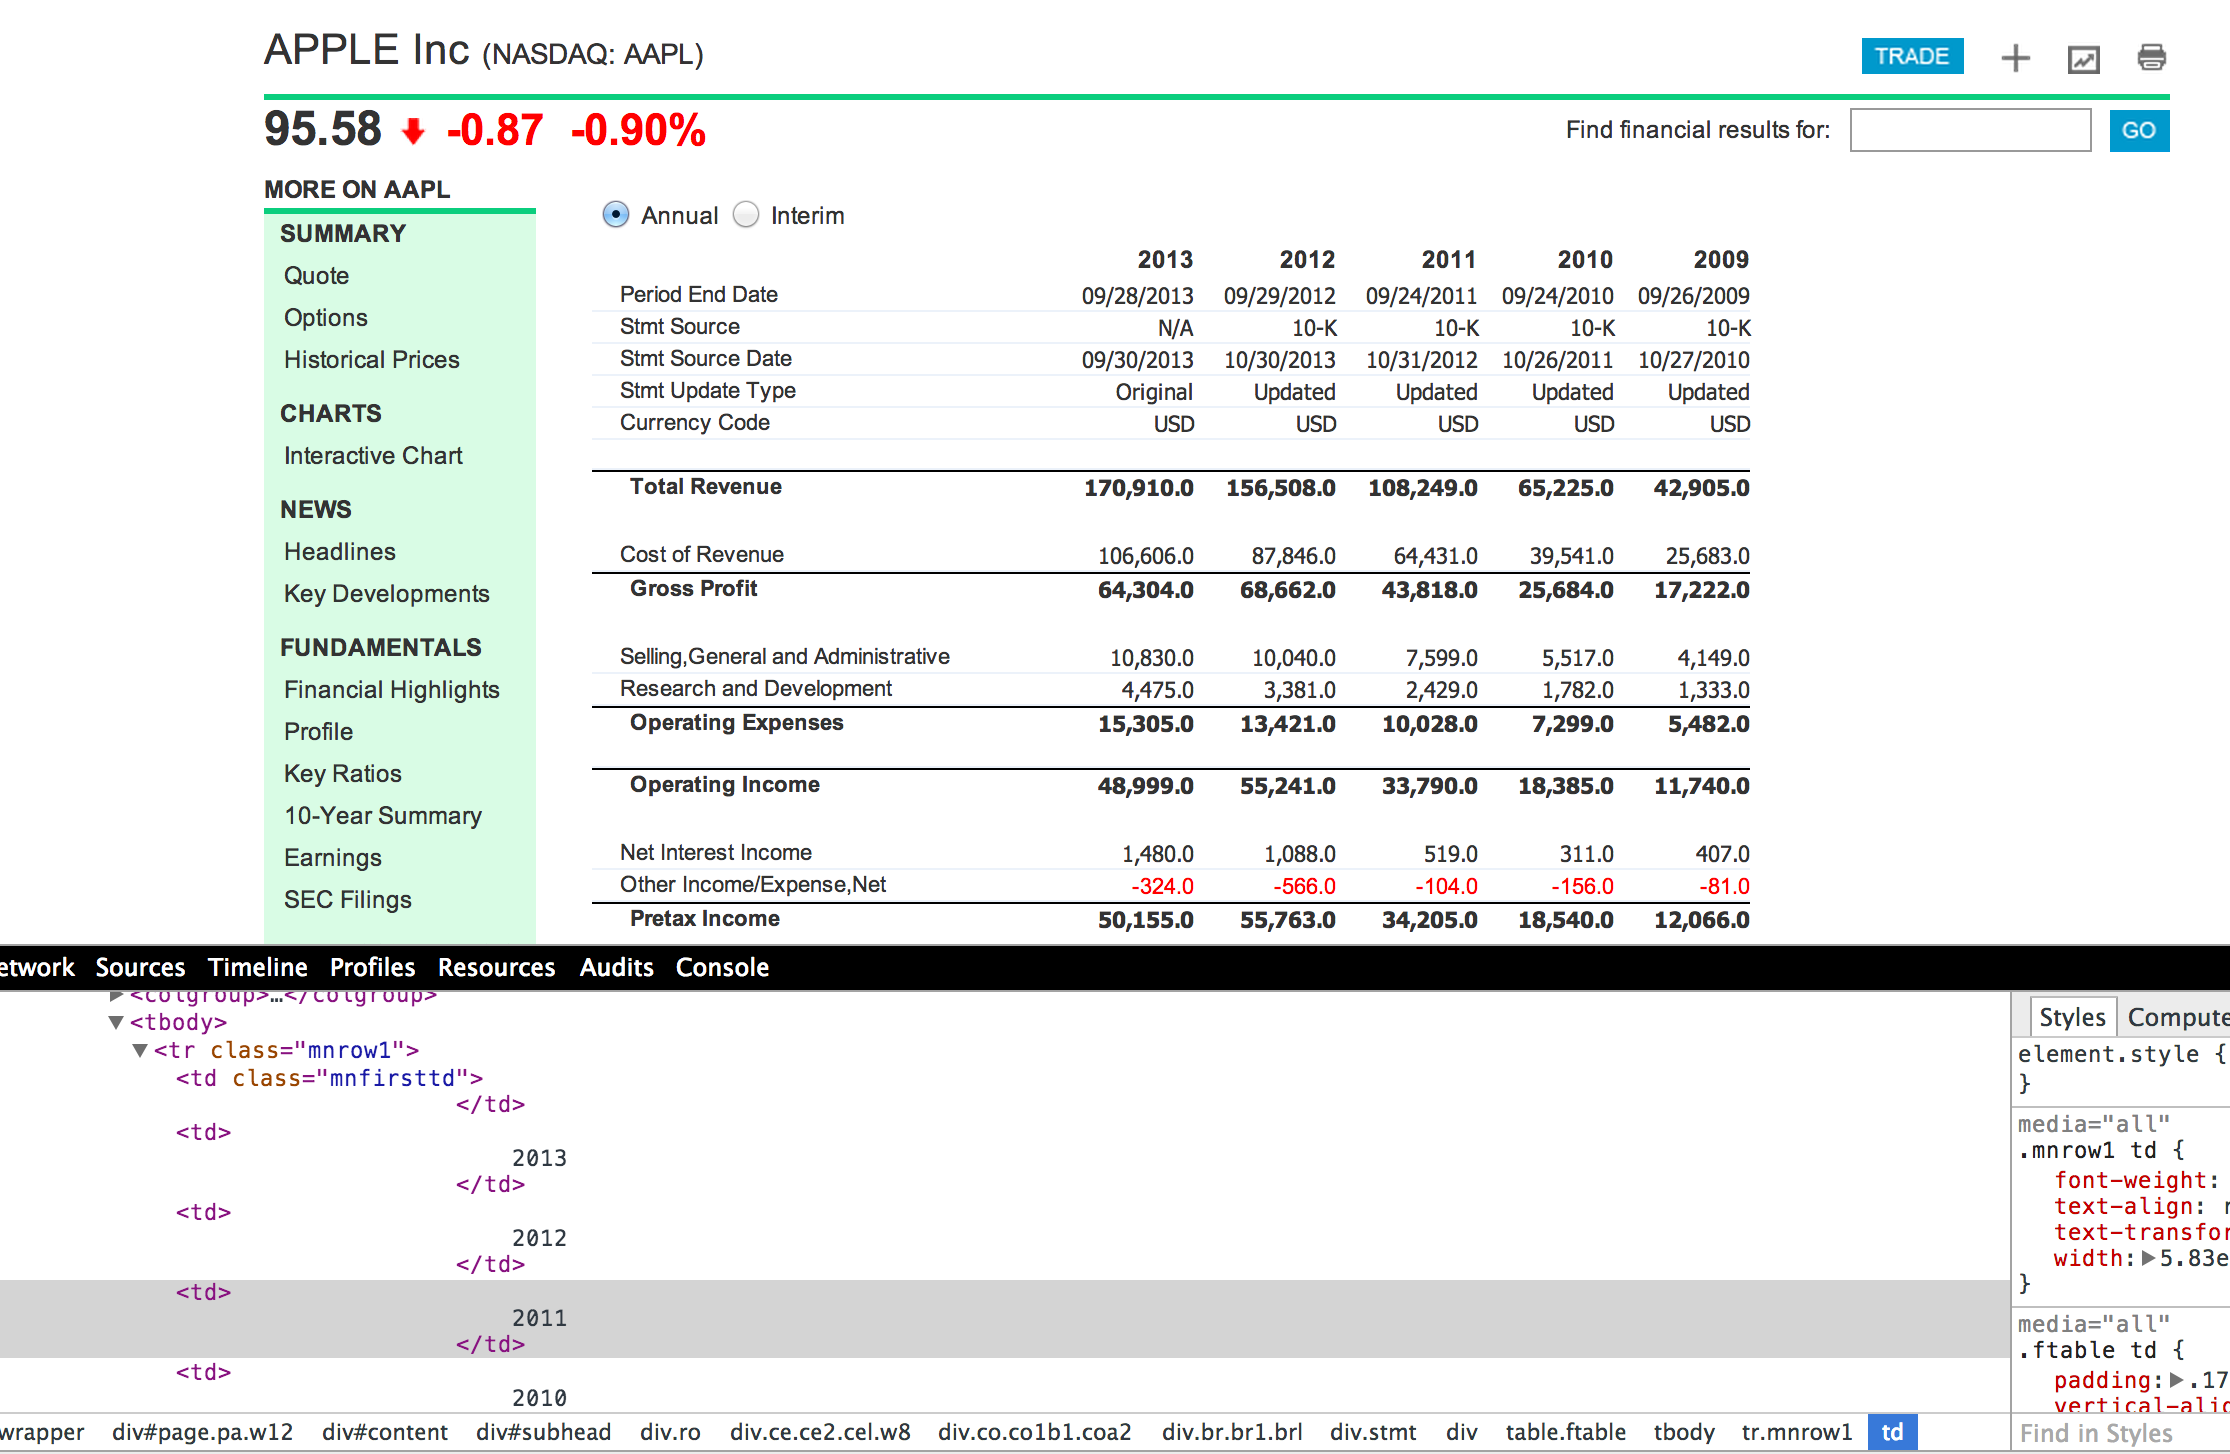 APPLE Inc (NASDAQ: AAPL)
TRADE
95.58 -0.87 -0.90%
Find financial results for:
GO
MORE ON AAPL
SUMMARY
Quote
Options
Historical Prices
CHARTS
Interactive Chart
NEWS
Headlines
Key Developments
FUNDAMENTALS
Financial Highlights
Profile
Key Ratios
10-Year Summary
Earnings
SEC Filings
Annual Interim
2013 2012 2011 2010 2009
Period End Date 09/28/2013 09/29/2012 09/24/2011 09/24/2010 09/26/2009
Stmt Source N/A 10-K 10-K 10-K 10-K
Stmt Source Date 09/30/2013 10/30/2013 10/31/2012 10/26/2011 10/27/2010
Stmt Update Type Original Updated Updated Updated Updated
Currency Code USD USD USD USD USD
Total Revenue 170,910.0 156,508.0 108,249.0 65,225.0 42,905.0
Cost of Revenue 106,606.0 87,846.0 64,431.0 39,541.0 25,683.0
Gross Profit 64,304.0 68,662.0 43,818.0 25,684.0 17,222.0
Selling,General and Administrative 10,830.0 10,040.0 7,599.0 5,517.0 4,149.0
Research and Development 4,475.0 3,381.0 2,429.0 1,782.0 1,333.0
Operating Expenses 15,305.0 13,421.0 10,028.0 7,299.0 5,482.0
Operating Income 48,999.0 55,241.0 33,790.0 18,385.0 11,740.0
Net Interest Income 1,480.0 1,088.0 519.0 311.0 407.0
Other Income/Expense,Net -324.0 -566.0 -104.0 -156.0 -81.0
Pretax Income 50,155.0 55,763.0 34,205.0 18,540.0 12,066.0
etwork Sources Timeline Profiles Resources Audits Console
<colgroup>…</colgroup>
<tbody>
<tr class="mnrow1">
<td class="mnfirsttd">
</td>
<td>
2013
</td>
<td>
2012
</td>
<td>
2011
</td>
<td>
2010
wrapper div#page.pa.w12 div#content div#subhead div.ro div.ce.ce2.cel.w8 div.co.co1b1.coa2 div.br.br1.brl div.stmt div table.ftable tbody tr.mnrow1 td
Styles Compute
element.style {
}
media="all"
.mnrow1 td {
font-weight:
text-align: r
text-transfor
width: 5.83e
}
media="all"
.ftable td {
padding: .17
vertical-alig
Find in Styles